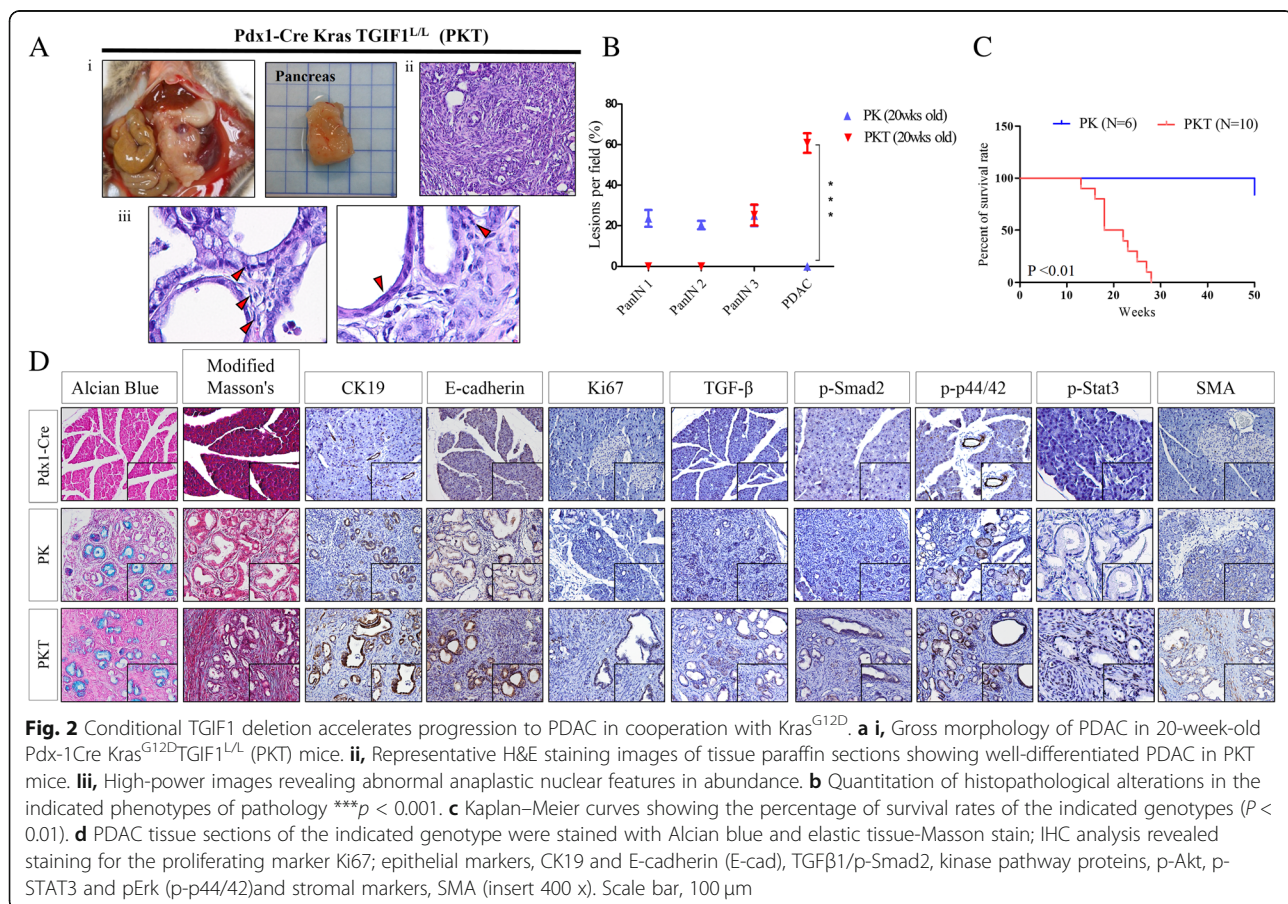 Pdx1-Cre Kras TGIF1^L/L (PKT)
A
i
Pancreas
ii
iii
B
Lesions per field (%)
80
60
40
20
0
PanIN 1
PanIN 2
PanIN 3
PDAC
PK (20wks old)
PKT (20wks old)
***
C
PK (N=6)
PKT (N=10)
Percent of survival rate
150
100
50
0
P <0.01
0
10
20
30
40
50
Weeks
D
Alcian Blue
Modified
Masson's
CK19
E-cadherin
Ki67
TGF-β
p-Smad2
p-p44/42
p-Stat3
SMA
Pdx1-Cre
PK
PKT
Fig. 2 Conditional TGIF1 deletion accelerates progression to PDAC in cooperation with Kras^G12D. a i, Gross morphology of PDAC in 20-week-old
Pdx-1Cre Kras^G12DTGIF1^L/L (PKT) mice. ii, Representative H&E staining images of tissue paraffin sections showing well-differentiated PDAC in PKT
mice. Iii, High-power images revealing abnormal anaplastic nuclear features in abundance. b Quantitation of histopathological alterations in the
indicated phenotypes of pathology ***p < 0.001. c Kaplan–Meier curves showing the percentage of survival rates of the indicated genotypes (P <
0.01). d PDAC tissue sections of the indicated genotype were stained with Alcian blue and elastic tissue-Masson stain; IHC analysis revealed
staining for the proliferating marker Ki67; epithelial markers, CK19 and E-cadherin (E-cad), TGFβ1/p-Smad2, kinase pathway proteins, p-Akt, p-
STAT3 and pErk (p-p44/42)and stromal markers, SMA (insert 400 x). Scale bar, 100 μm